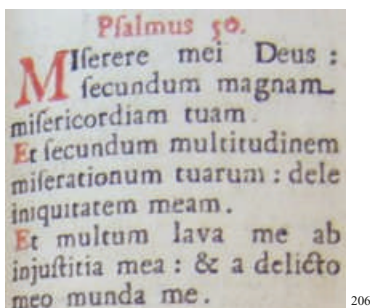 Pſalmus 50.
MIſerere mei Deus :
ſecundum magnam
miſericordiam tuam.
Et ſecundum multitudinem
miſerationum tuarum : dele
iniquitatem meam.
Et multum lava me ab
injuſtitia mea : & a delicto
meo munda me.
206